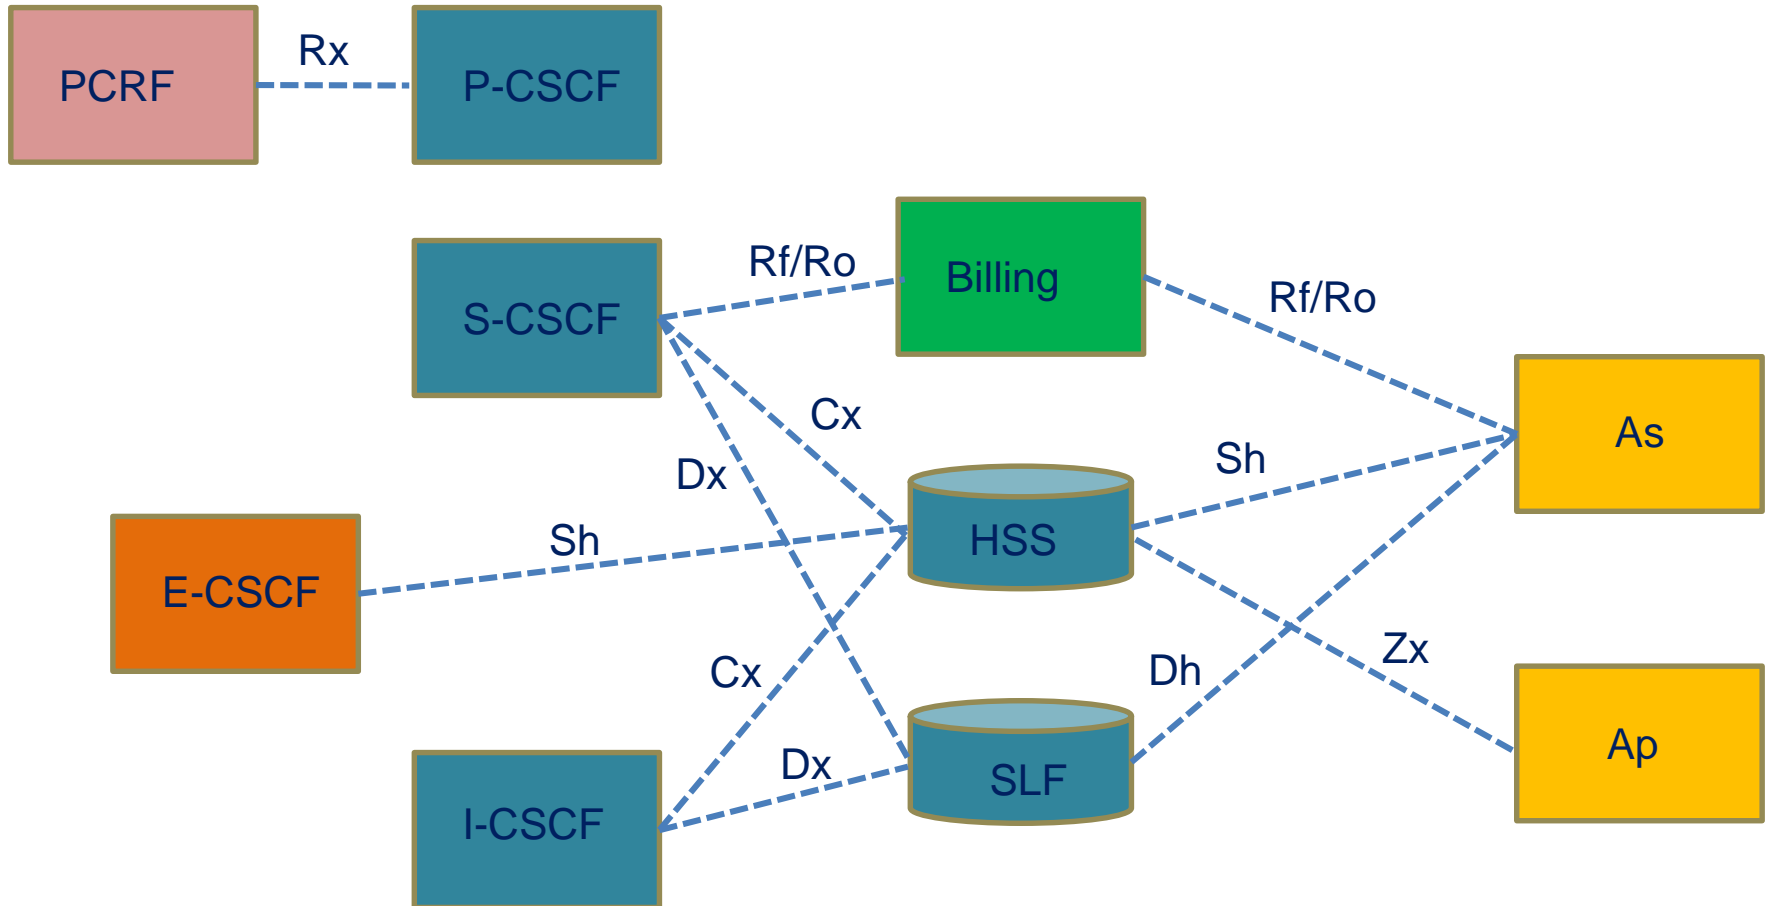 Rx
PCRF
P-CSCF
Rf/Ro
Billing
Rf/Ro
S-CSCF
Cx
As
Dx
Sh
Sh
HSS
E-CSCF
Cx
Dh
Zx
Dx
SLF
Ap
I-CSCF